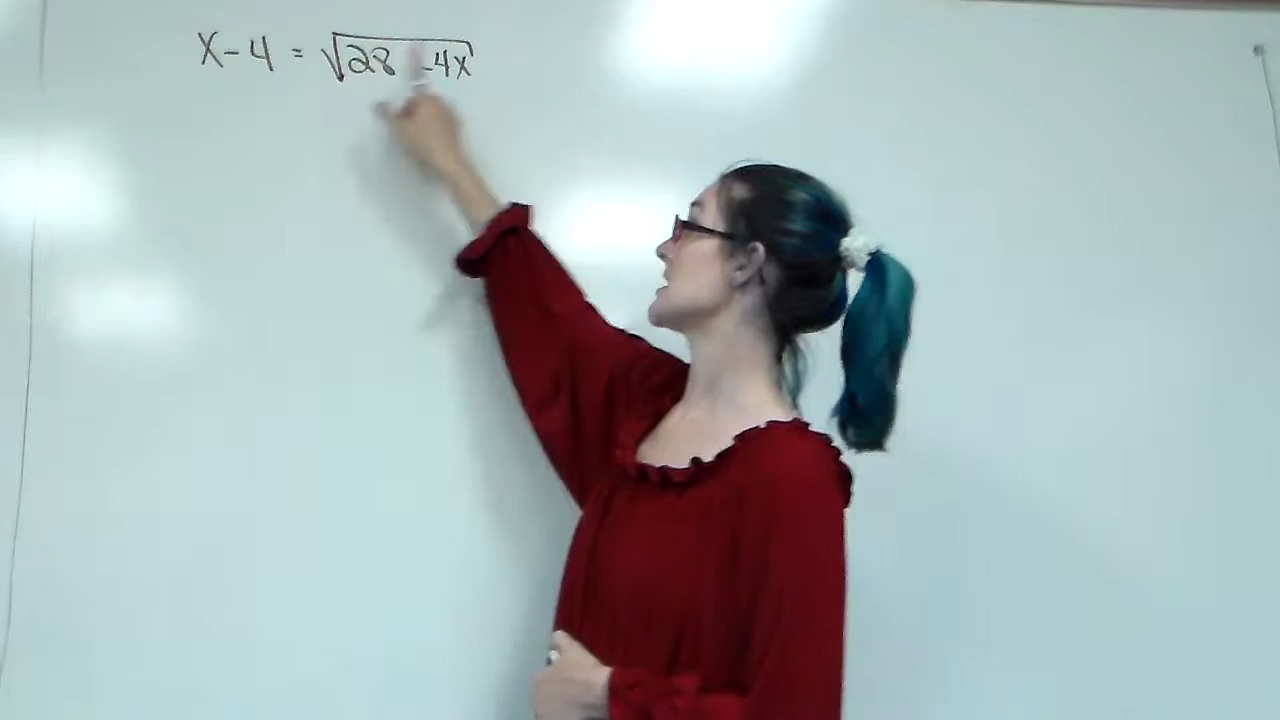 x - 4 = √28 - 4x